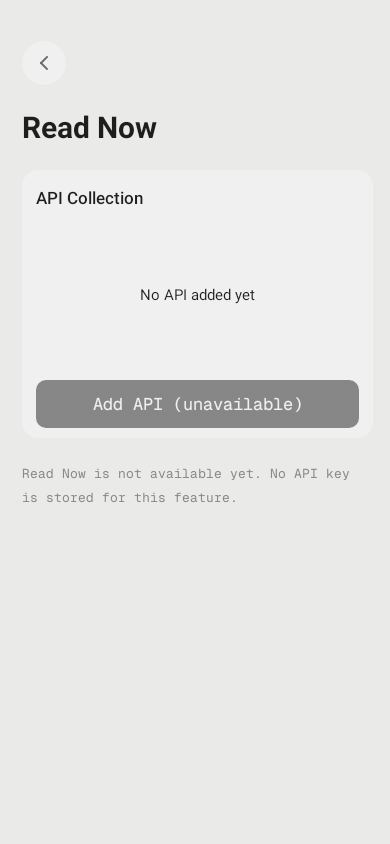 Read Now
API Collection
No API added yet
Add API (unavailable)
Read Now is not available yet. No API key
is stored for this feature.